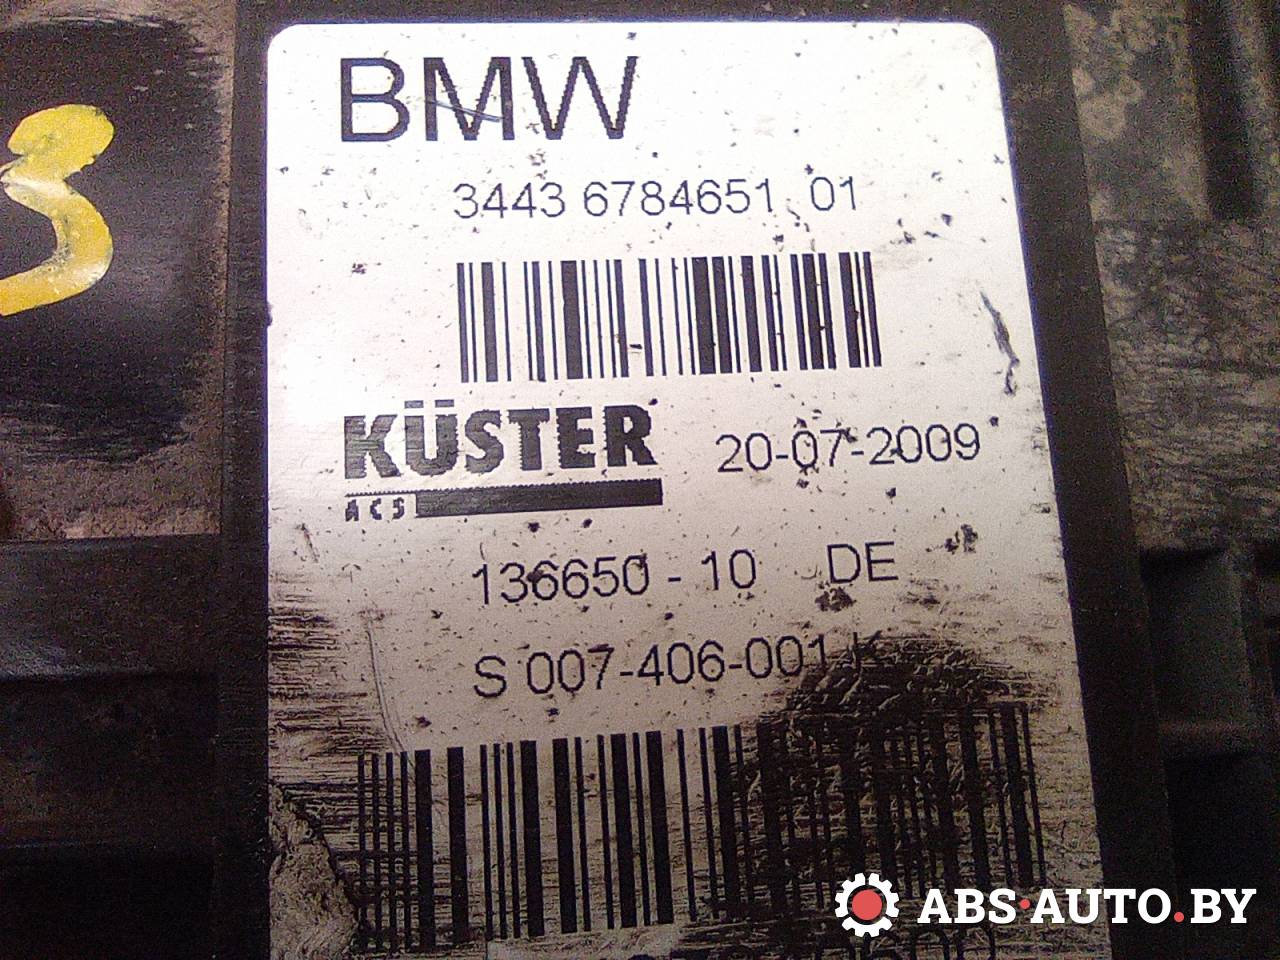 BMW
3443 6784651 01
KÜSTER
ACS
20-07-2009
136650 - 10 DE
S 007-406-001 K
ABS·AUTO.BY